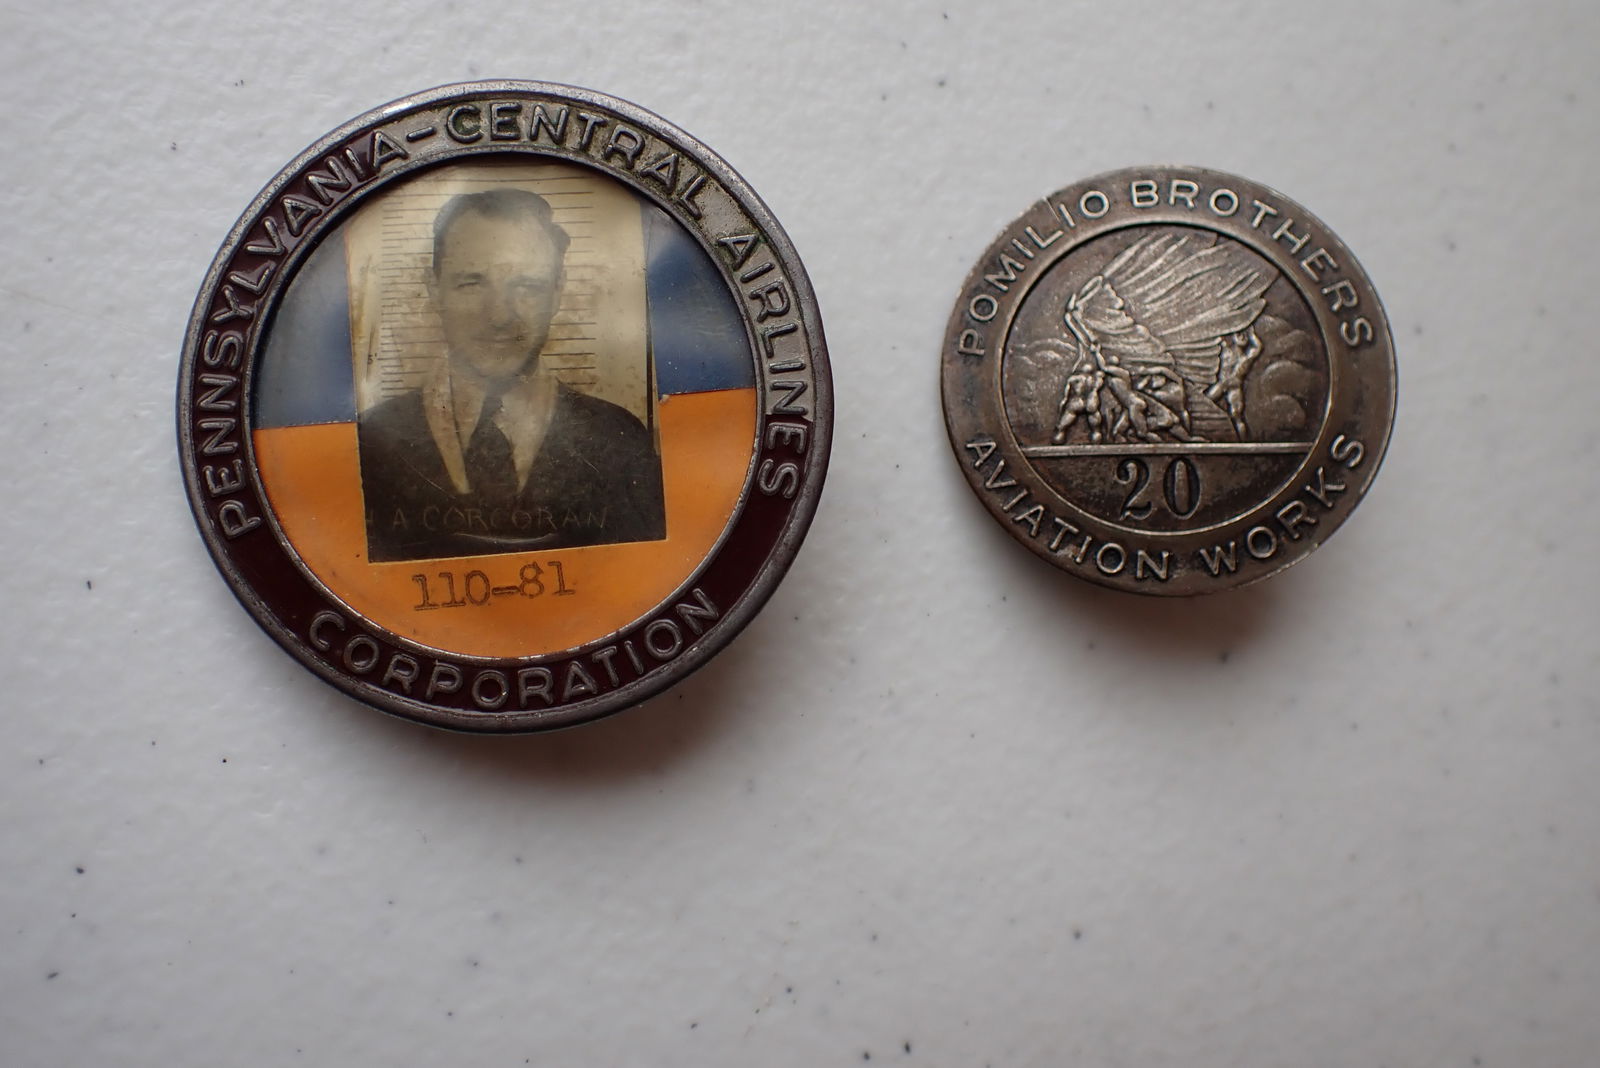 PENNSYLVANIA-CENTRAL AIRLINES
A CORCORAN
110-81
CORPORATION
POMILIO BROTHERS
20
AVIATION WORKS